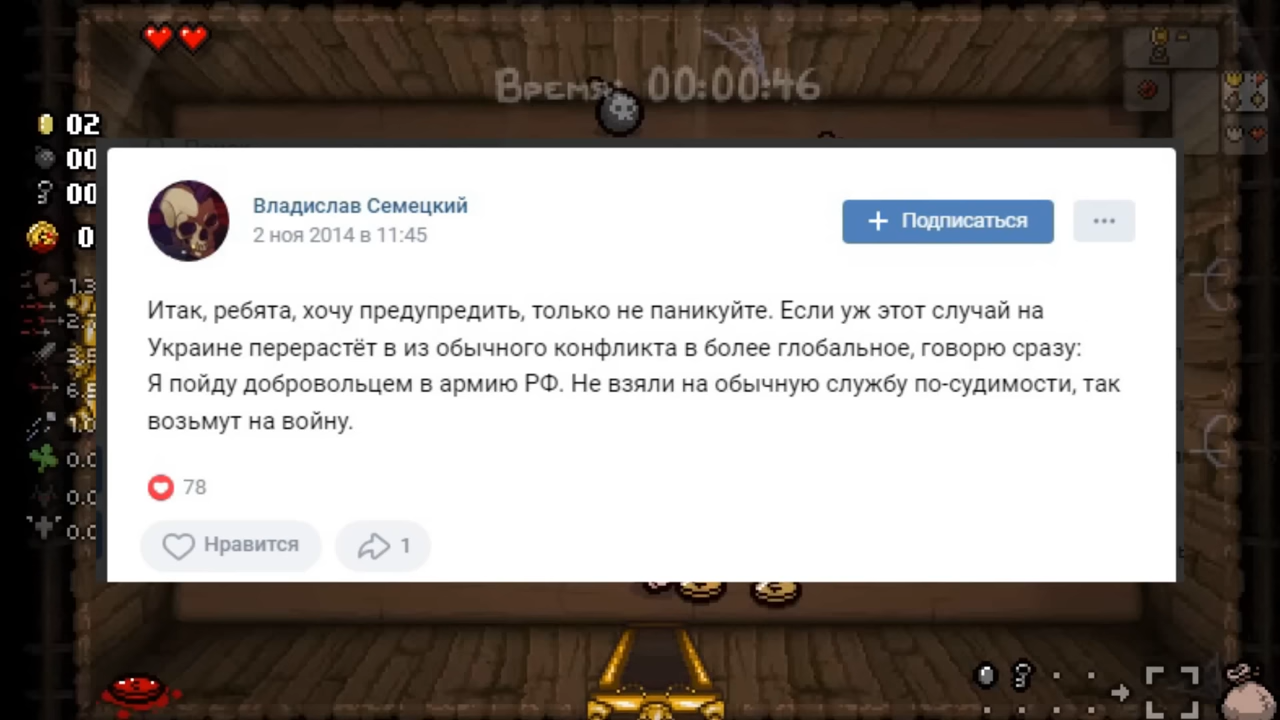 Время: 00:00:46
02
00
00
0
Владислав Семецкий
2 ноя 2014 в 11:45
+ Подписаться
Итак, ребята, хочу предупредить, только не паникуйте. Если уж этот случай на
Украине перерастёт в из обычного конфликта в более глобальное, говорю сразу:
Я пойду добровольцем в армию РФ. Не взяли на обычную службу по-судимости, так
возьмут на войну.
78
Нравится
1